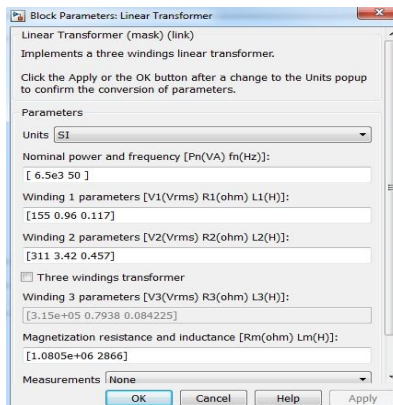 Block Parameters: Linear Transformer
Linear Transformer (mask) (link)
Implements a three windings linear transformer.
Click the Apply or the OK button after a change to the Units popup
to confirm the conversion of parameters.
Parameters
Units SI
Nominal power and frequency [Pn(VA) fn(Hz)]:
[ 6.5e3 50 ]
Winding 1 parameters [V1(Vrms) R1(ohm) L1(H)]:
[155 0.96 0.117]
Winding 2 parameters [V2(Vrms) R2(ohm) L2(H)]:
[311 3.42 0.457]
Three windings transformer
Winding 3 parameters [V3(Vrms) R3(ohm) L3(H)]:
[3.15e+05 0.7938 0.084225]
Magnetization resistance and inductance [Rm(ohm) Lm(H)]:
[1.0805e+06 2866]
Measurements None
OK Cancel Help Apply